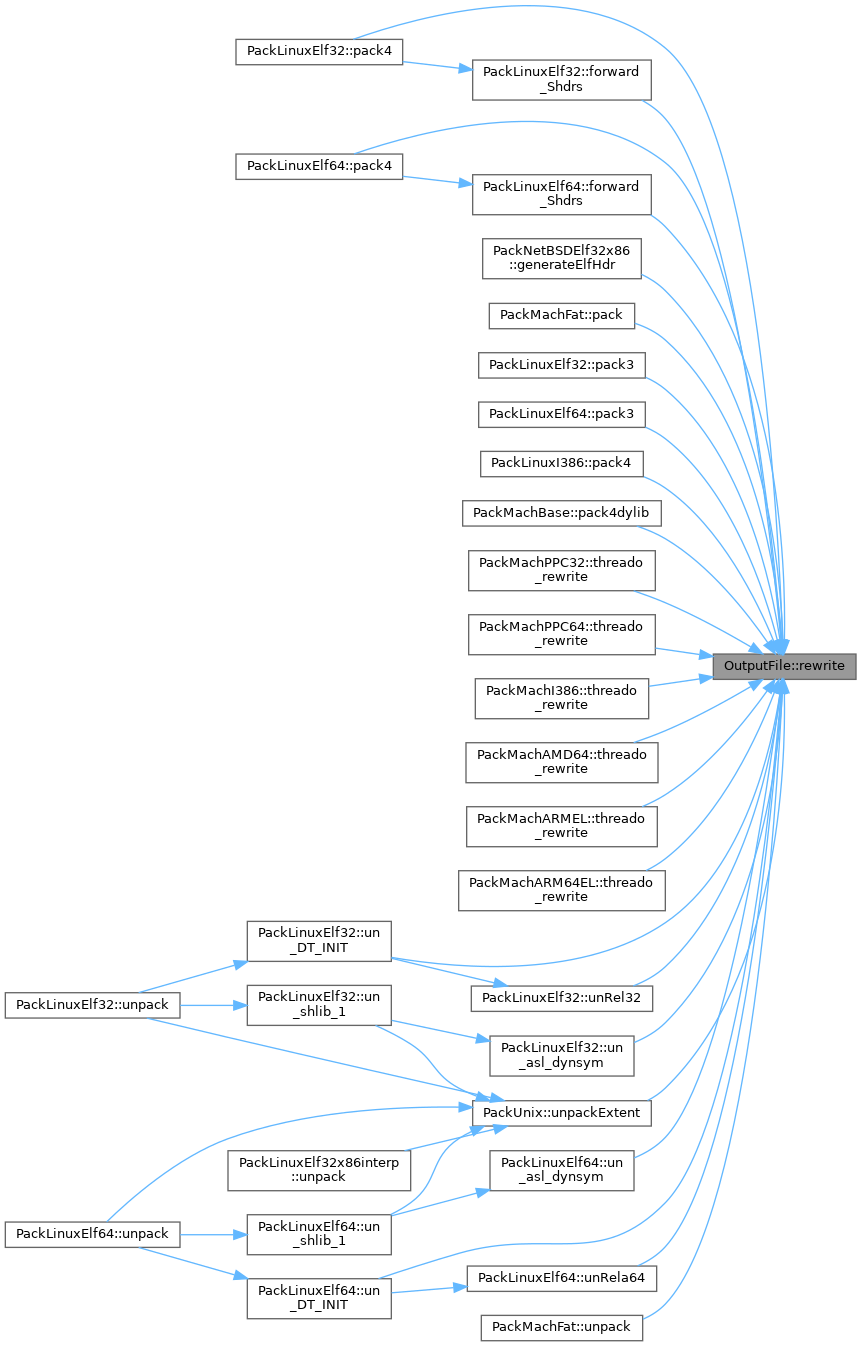 PackLinuxElf32::pack4
PackLinuxElf32::forward
_Shdrs
PackLinuxElf64::pack4
PackLinuxElf64::forward
_Shdrs
PackNetBSDElf32x86
::generateElfHdr
PackMachFat::pack
PackLinuxElf32::pack3
PackLinuxElf64::pack3
PackLinuxI386::pack4
PackMachBase::pack4dylib
PackMachPPC32::threado
_rewrite
PackMachPPC64::threado
_rewrite
OutputFile::rewrite
PackMachI386::threado
_rewrite
PackMachAMD64::threado
_rewrite
PackMachARMEL::threado
_rewrite
PackMachARM64EL::threado
_rewrite
PackLinuxElf32::un
_DT_INIT
PackLinuxElf32::unpack
PackLinuxElf32::un
_shlib_1
PackLinuxElf32::unRel32
PackLinuxElf32::un
_asl_dynsym
PackUnix::unpackExtent
PackLinuxElf32x86interp
::unpack
PackLinuxElf64::un
_asl_dynsym
PackLinuxElf64::unpack
PackLinuxElf64::un
_shlib_1
PackLinuxElf64::unRela64
PackLinuxElf64::un
_DT_INIT
PackMachFat::unpack